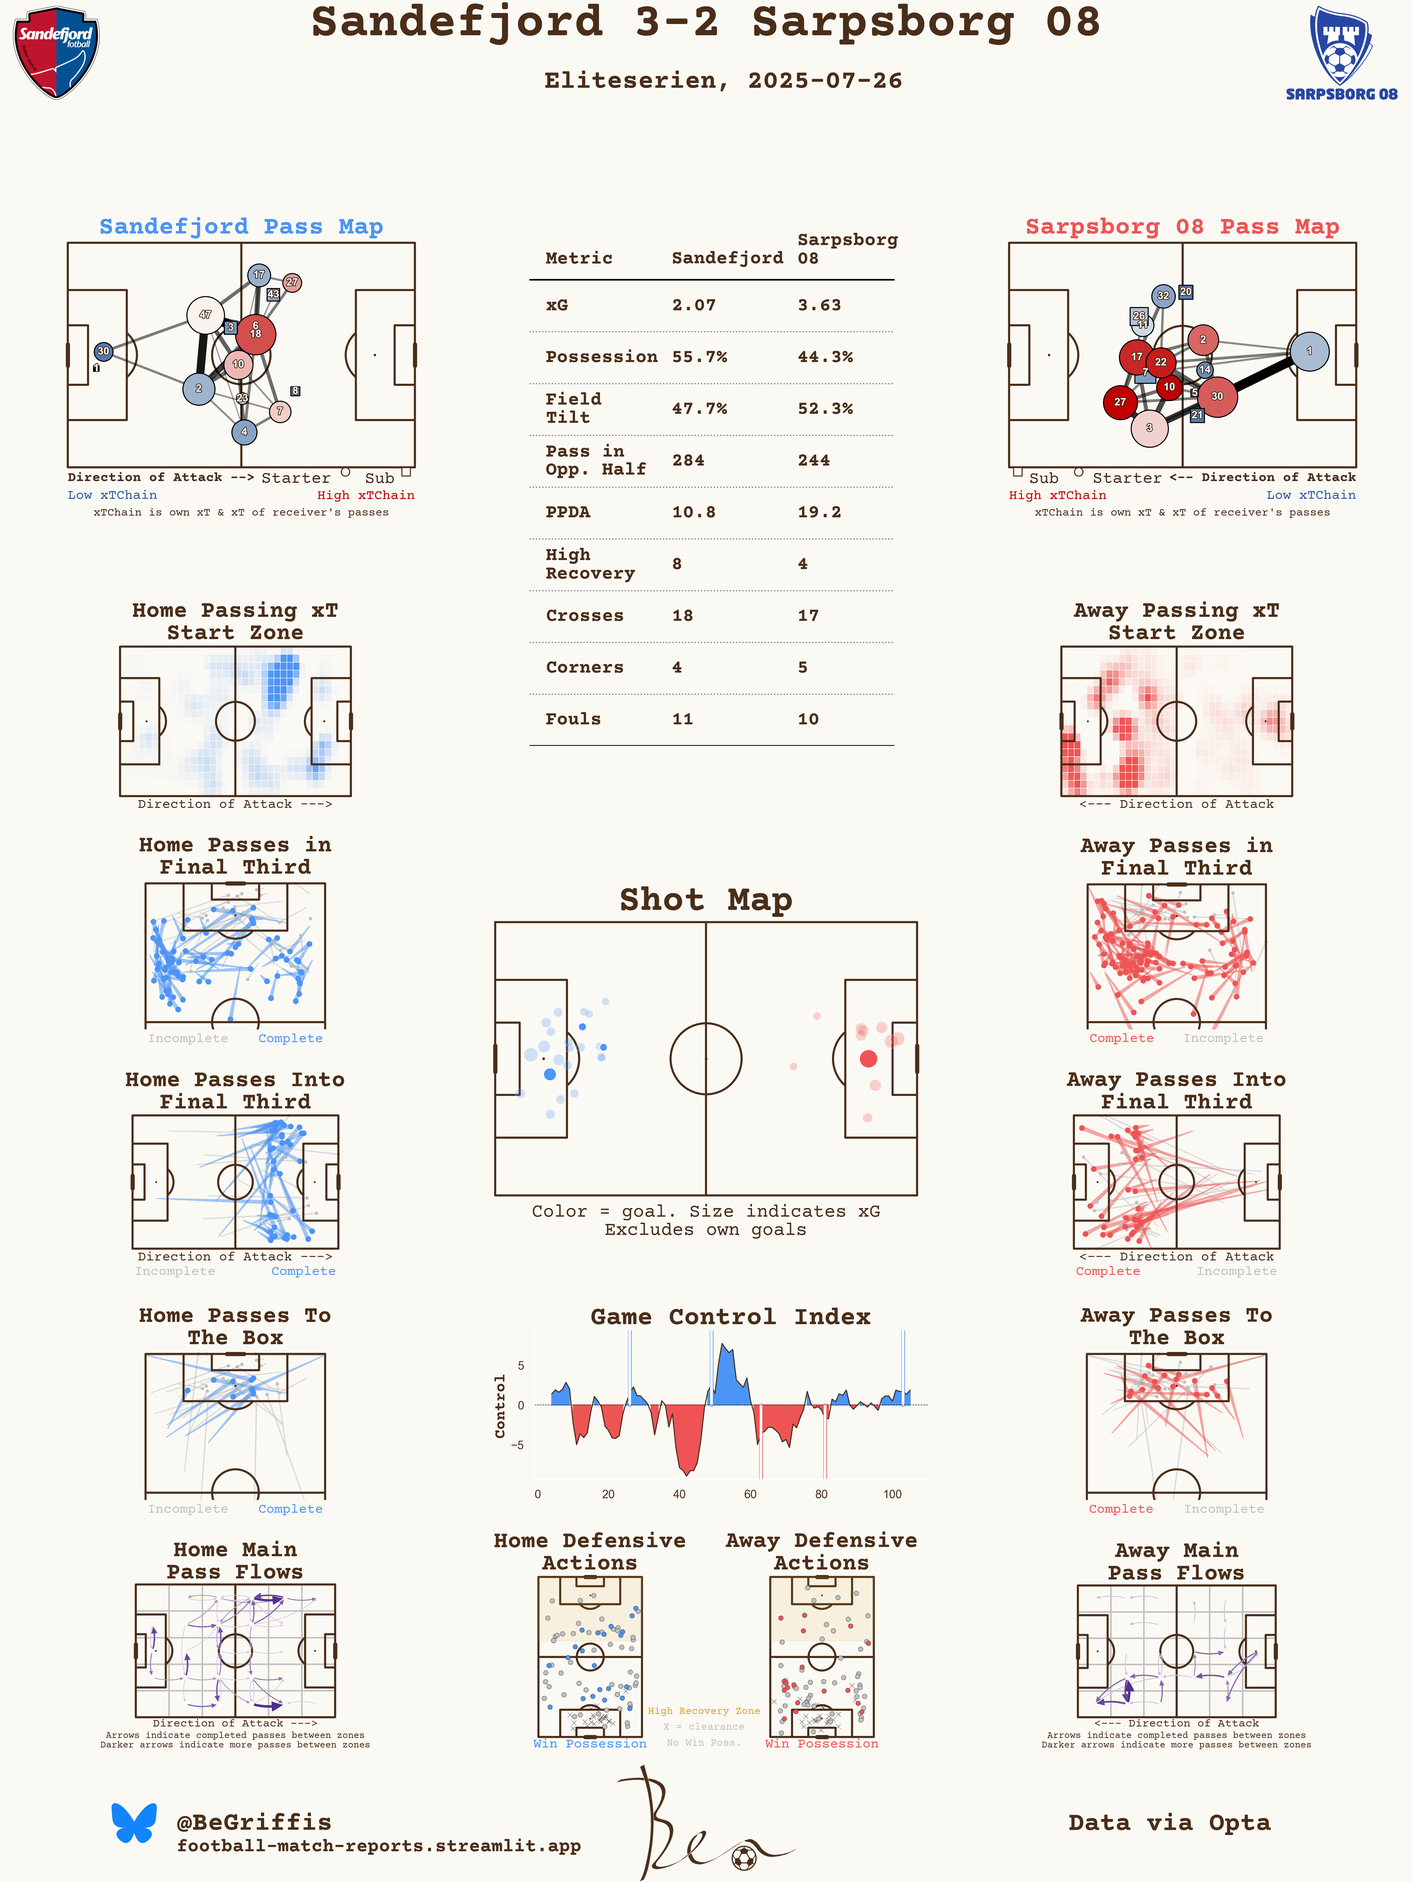 Sandefjord 3-2 Sarpsborg 08
Sandefjord
fotball
SARPSBORG 08
Eliteserien, 2025-07-26
Sandefjord Pass Map
17
27
43
47
3
6
18
30
1
10
2
23
8
7
4
Direction of Attack --> Starter Sub
Low xTChain High xTChain
xTChain is own xT & xT of receiver's passes
Metric Sandefjord Sarpsborg 08
xG 2.07 3.63
Possession 55.7% 44.3%
Field Tilt 47.7% 52.3%
Pass in Opp. Half 284 244
PPDA 10.8 19.2
High Recovery 8 4
Crosses 18 17
Corners 4 5
Fouls 11 10
Sarpsborg 08 Pass Map
32
20
26
11
2
17
22
1
7
14
10
5
27
30
21
3
Sub Starter <-- Direction of Attack
High xTChain Low xTChain
xTChain is own xT & xT of receiver's passes
Home Passing xT
Start Zone
Direction of Attack --->
Away Passing xT
Start Zone
<--- Direction of Attack
Home Passes in
Final Third
Incomplete Complete
Away Passes in
Final Third
Complete Incomplete
Shot Map
Color = goal. Size indicates xG
Excludes own goals
Home Passes Into
Final Third
Direction of Attack --->
Incomplete Complete
Away Passes Into
Final Third
<--- Direction of Attack
Complete Incomplete
Home Passes To
The Box
Incomplete Complete
Game Control Index
Control
5
0
−5
0 20 40 60 80 100
Away Passes To
The Box
Complete Incomplete
Home Main
Pass Flows
Direction of Attack --->
Arrows indicate completed passes between zones
Darker arrows indicate more passes between zones
Home Defensive
Actions
Win Possession
High Recovery Zone
X = clearance
No Win Poss.
Away Defensive
Actions
Win Possession
Away Main
Pass Flows
<--- Direction of Attack
Arrows indicate completed passes between zones
Darker arrows indicate more passes between zones
@BeGriffis
football-match-reports.streamlit.app
Ben
Data via Opta